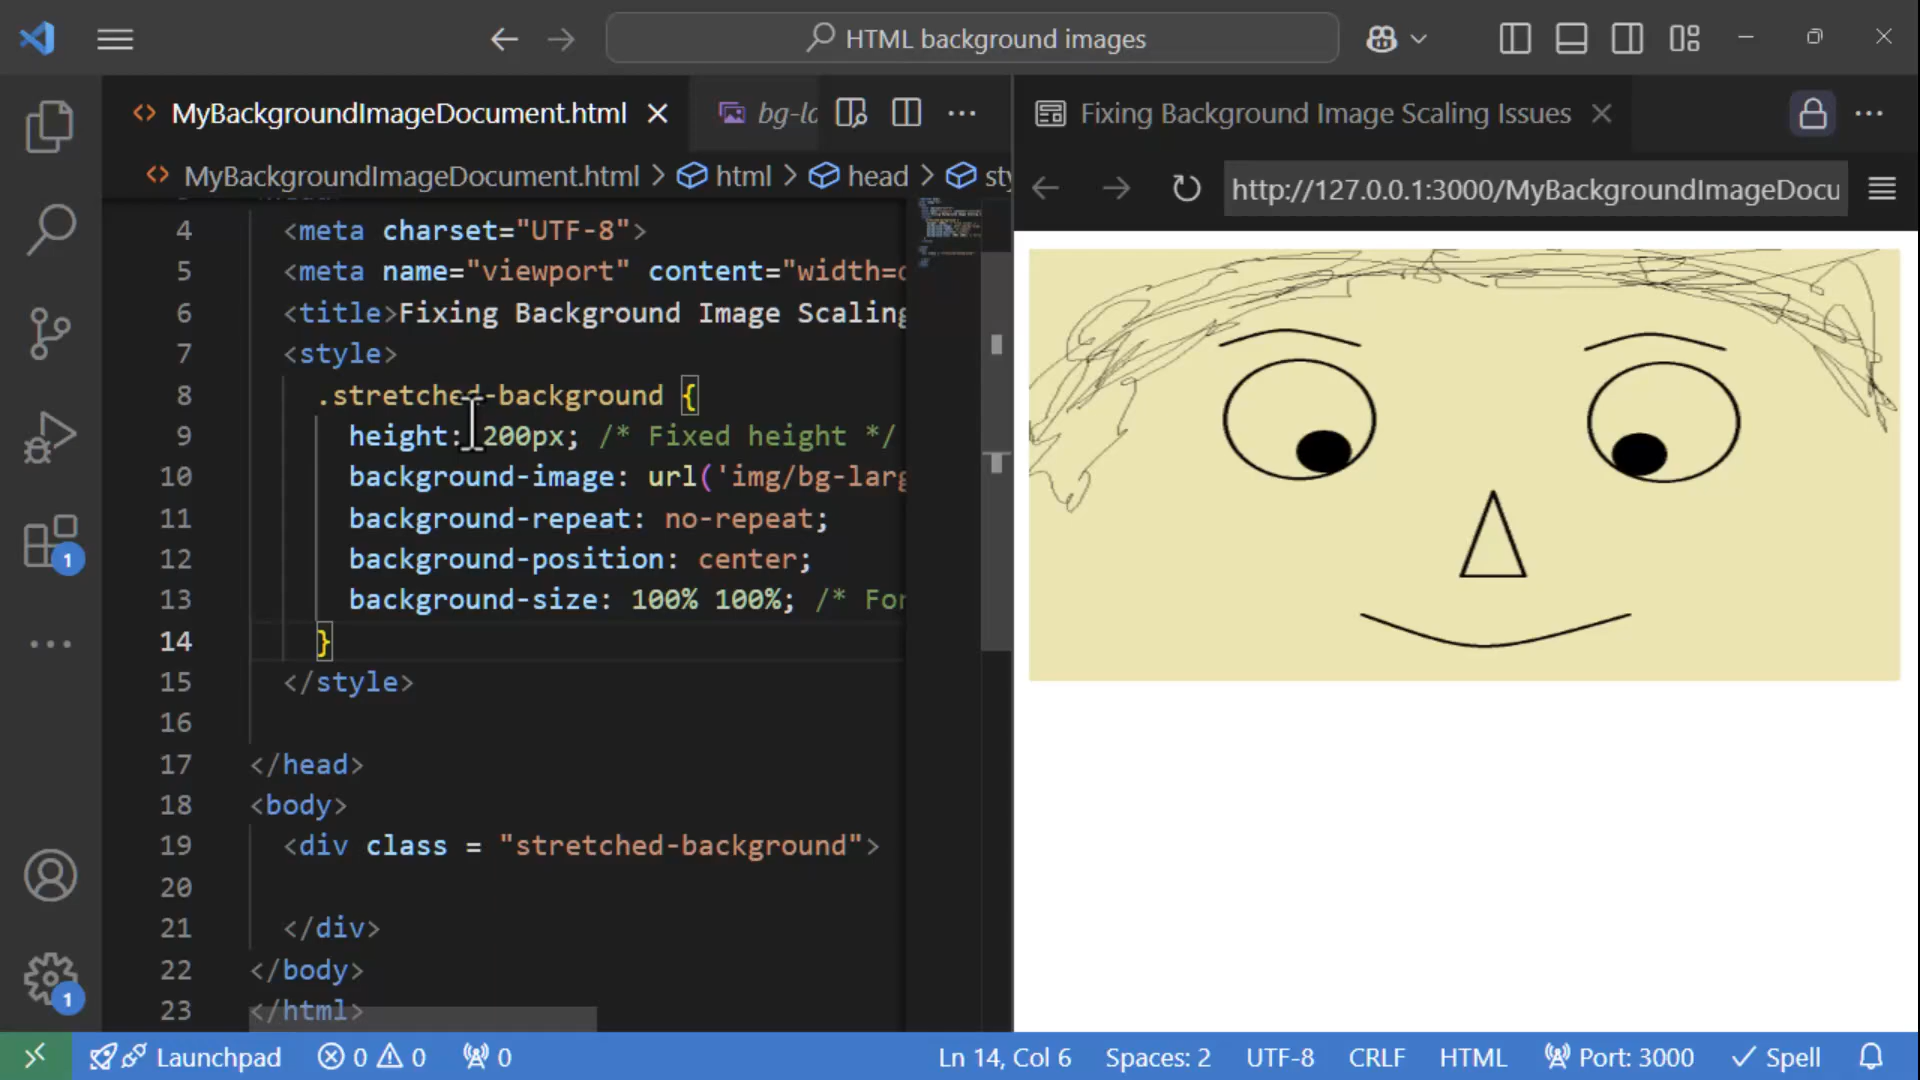 HTML background images
MyBackgroundImageDocument.html
bg-lo
Fixing Background Image Scaling Issues
MyBackgroundImageDocument.html > html > head > sty
http://127.0.0.1:3000/MyBackgroundImageDocu
4 <meta charset="UTF-8">
5 <meta name="viewport" content="width=d
6 <title>Fixing Background Image Scaling
7 <style>
8 .stretched-background {
9 height: 200px; /* Fixed height */
10 background-image: url('img/bg-larg
11 background-repeat: no-repeat;
12 background-position: center;
13 background-size: 100% 100%; /* For
14 }
15 </style>
16
17 </head>
18 <body>
19 <div class = "stretched-background">
20
21 </div>
22 </body>
23 </html>
1
1
Launchpad 0 0 0 Ln 14, Col 6 Spaces: 2 UTF-8 CRLF HTML Port: 3000 Spell